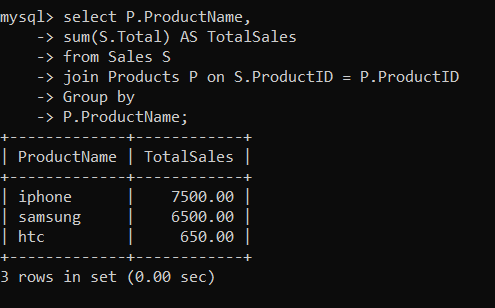 mysql> select P.ProductName,
    -> sum(S.Total) AS TotalSales
    -> from Sales S
    -> join Products P on S.ProductID = P.ProductID
    -> Group by
    -> P.ProductName;
+-------------+------------+
| ProductName | TotalSales |
+-------------+------------+
| iphone      |    7500.00 |
| samsung     |    6500.00 |
| htc         |     650.00 |
+-------------+------------+
3 rows in set (0.00 sec)